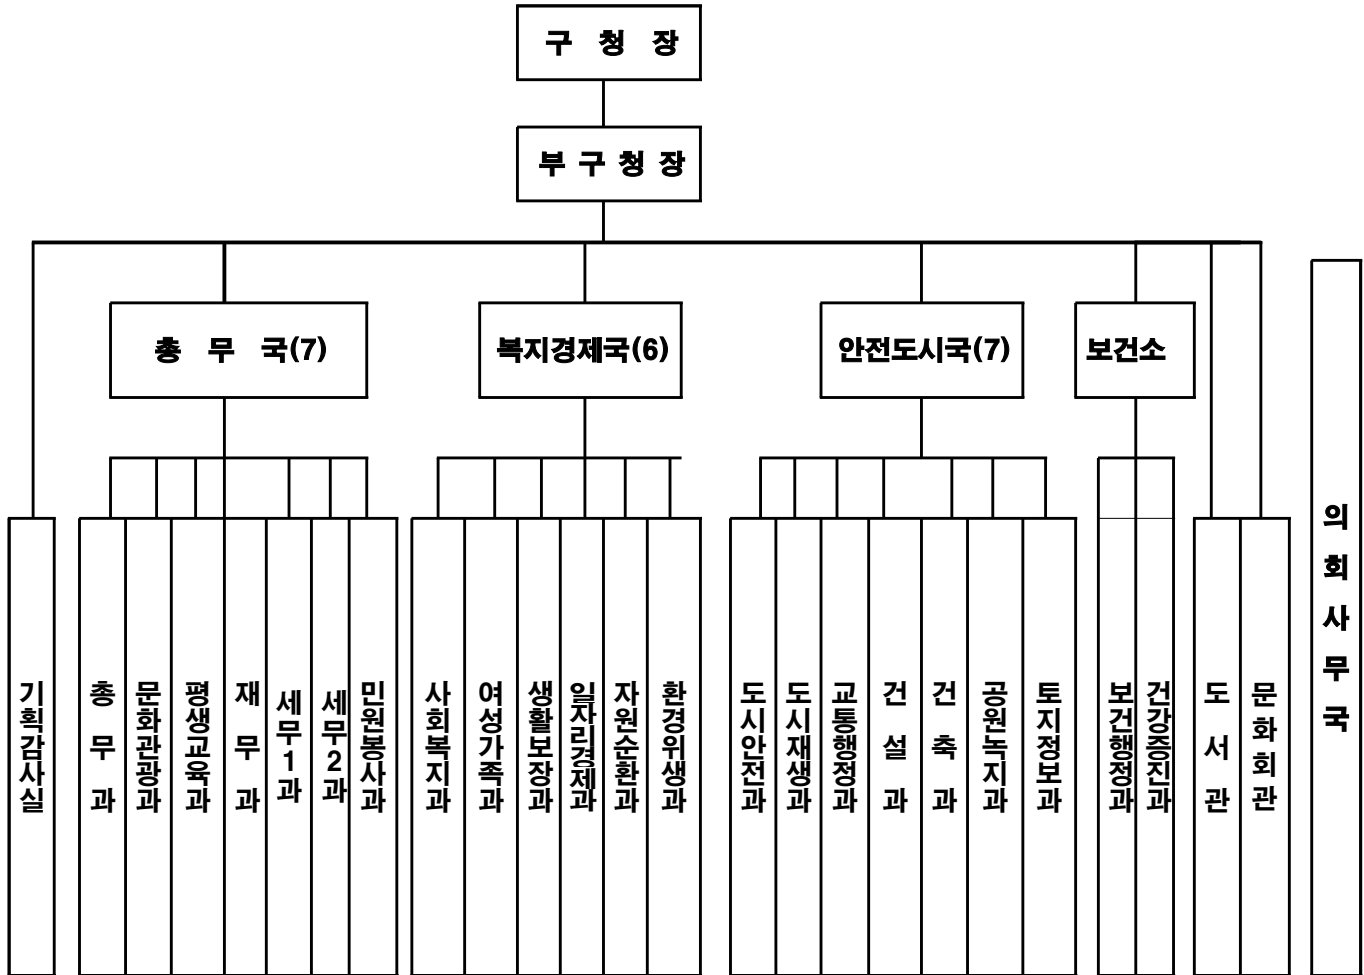 구 청 장
부 구 청 장
총 무 국(7)
복지경제국(6)
안전도시국(7)
보건소
기획감사실
총 무 과
문화관광과
평생교육과
재 무 과
세무1과
세무2과
민원봉사과
사회복지과
여성가족과
생활보장과
일자리경제과
자원순환과
환경위생과
도시안전과
도시재생과
교통행정과
건 설 과
건 축 과
공원녹지과
토지정보과
보건행정과
건강증진과
도 서 관
문화회관
의회사무국